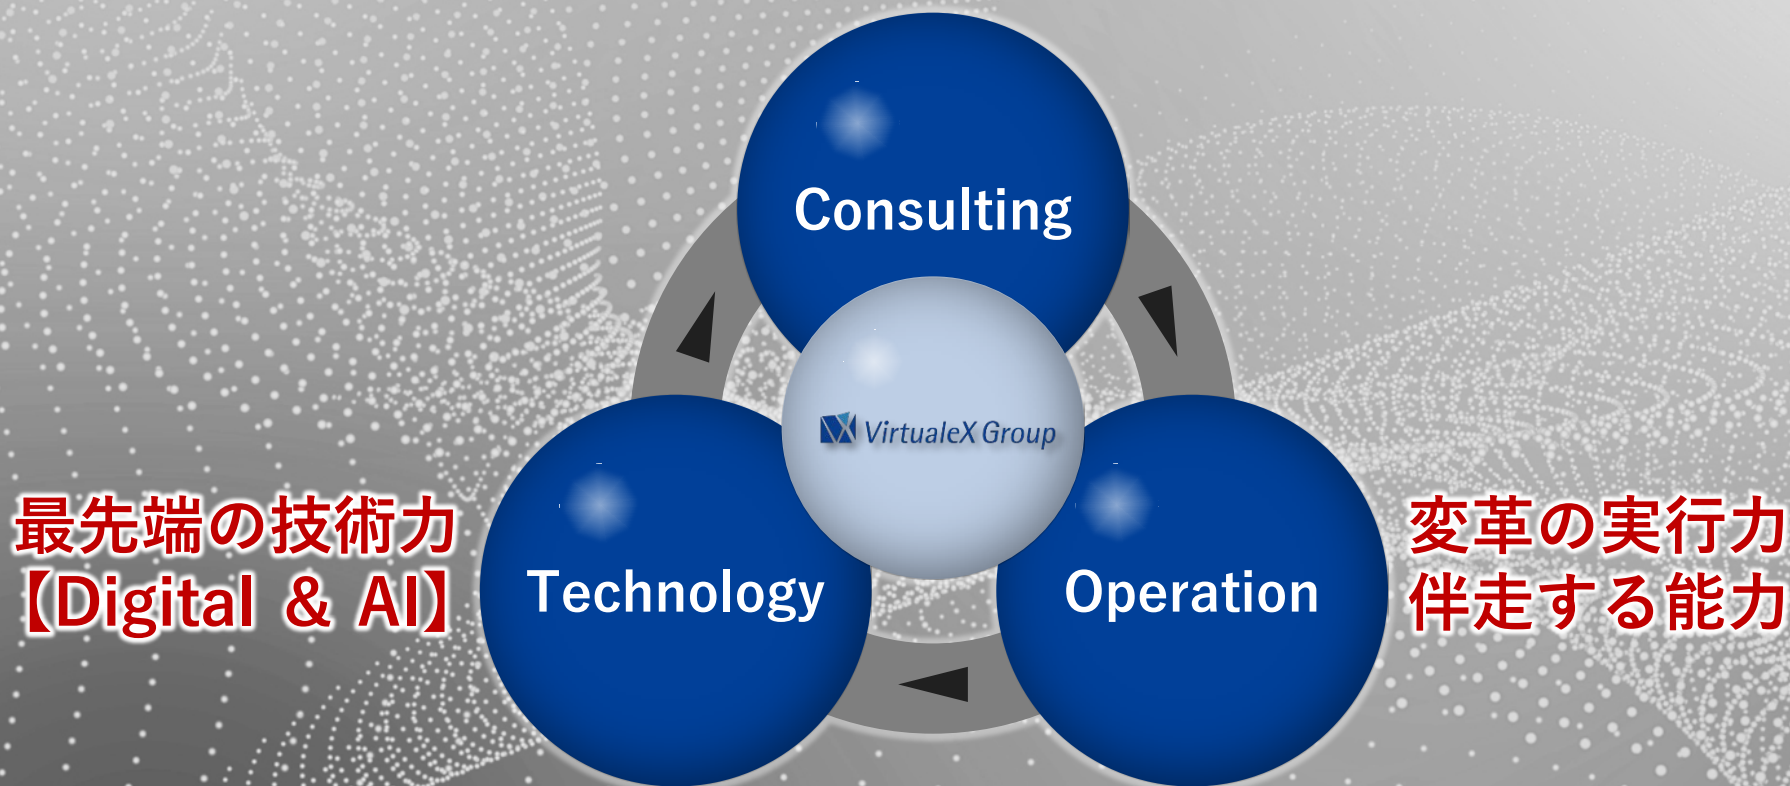 Consulting
VirtualeX Group
最先端の技術力
【Digital & AI】
Technology
Operation
変革の実行力
伴走する能力